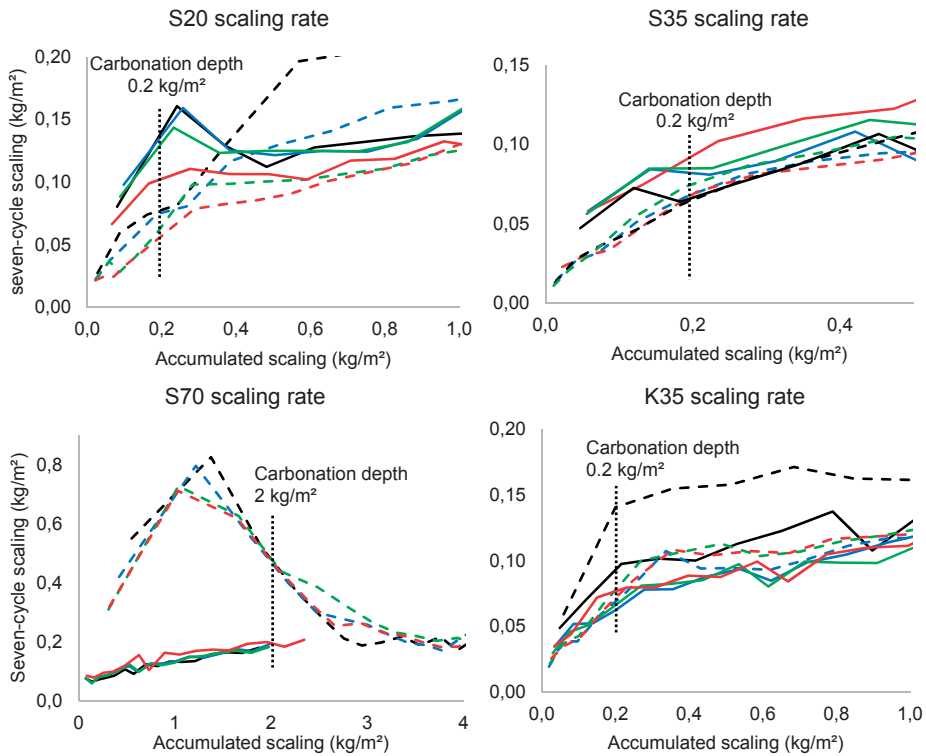 S20 scaling rate
seven-cycle scaling (kg/m²)
0,20
0,15
0,10
0,05
0,00
Carbonation depth
0.2 kg/m²
0,0
0,2
0,4
0,6
0,8
1,0
Accumulated scaling (kg/m²)
S35 scaling rate
0,15
0,10
0,05
0,00
Carbonation depth
0.2 kg/m²
0,0
0,2
0,4
Accumulated scaling (kg/m²)
S70 scaling rate
Seven-cycle scaling (kg/m²)
0,8
0,6
0,4
0,2
0,0
Carbonation depth
2 kg/m²
0
1
2
3
4
Accumulated scaling (kg/m²)
K35 scaling rate
0,20
0,15
0,10
0,05
0,00
Carbonation depth
0.2 kg/m²
0,0
0,2
0,4
0,6
0,8
1,0
Accumulated scaling (kg/m²)